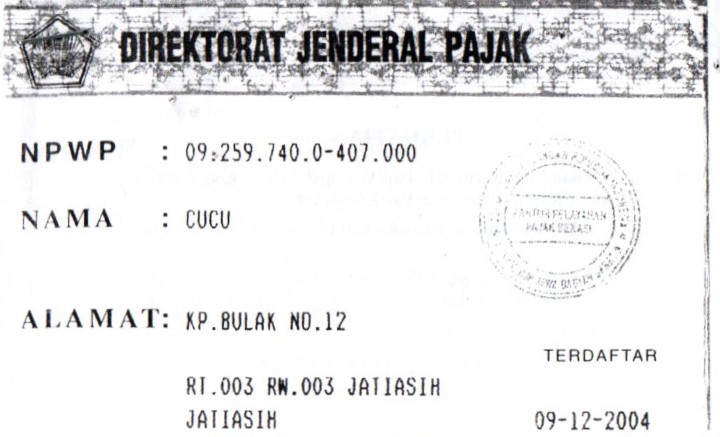 DIREKTORAT JENDERAL PAJAK
NPWP : 09.259.740.0-407.000
NAMA : CUCU
KANTOR PELAYANAN
PAJAK BEKASI
ALAMAT: KP.BULAK NO.12
TERDAFTAR
RT.003 RW.003 JATIASIH
JATIASIH 09-12-2004